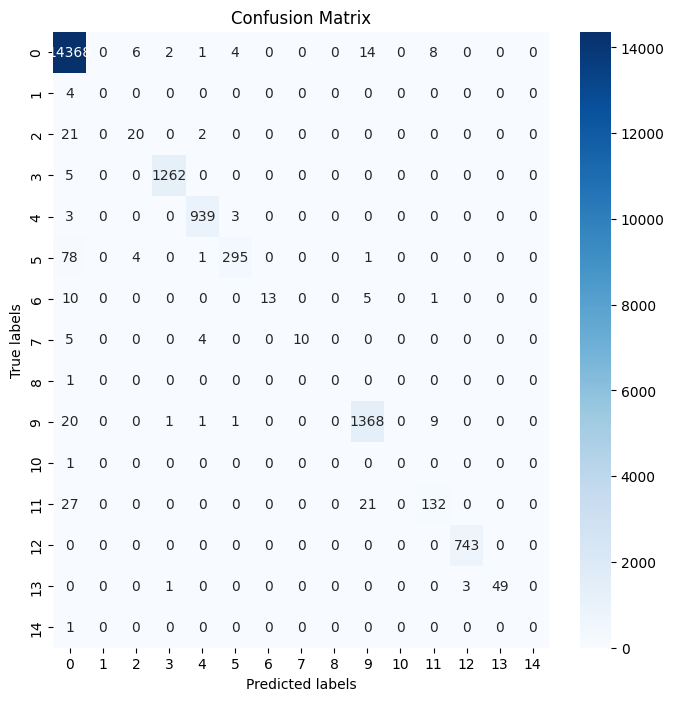 Confusion Matrix
0 14368 0 6 2 1 4 0 0 0 14 0 8 0 0 0
1 4 0 0 0 0 0 0 0 0 0 0 0 0 0 0
2 21 0 20 0 2 0 0 0 0 0 0 0 0 0 0
3 5 0 0 1262 0 0 0 0 0 0 0 0 0 0 0
4 3 0 0 0 939 3 0 0 0 0 0 0 0 0 0
5 78 0 4 0 1 295 0 0 0 1 0 0 0 0 0
6 10 0 0 0 0 0 13 0 0 5 0 1 0 0 0
7 5 0 0 0 4 0 0 10 0 0 0 0 0 0 0
8 1 0 0 0 0 0 0 0 0 0 0 0 0 0 0
9 20 0 0 1 1 1 0 0 0 1368 0 9 0 0 0
10 1 0 0 0 0 0 0 0 0 0 0 0 0 0 0
11 27 0 0 0 0 0 0 0 0 21 0 132 0 0 0
12 0 0 0 0 0 0 0 0 0 0 0 0 743 0 0
13 0 0 0 1 0 0 0 0 0 0 0 0 3 49 0
14 1 0 0 0 0 0 0 0 0 0 0 0 0 0 0
0 1 2 3 4 5 6 7 8 9 10 11 12 13 14
Predicted labels
True labels
14000
12000
10000
8000
6000
4000
2000
0